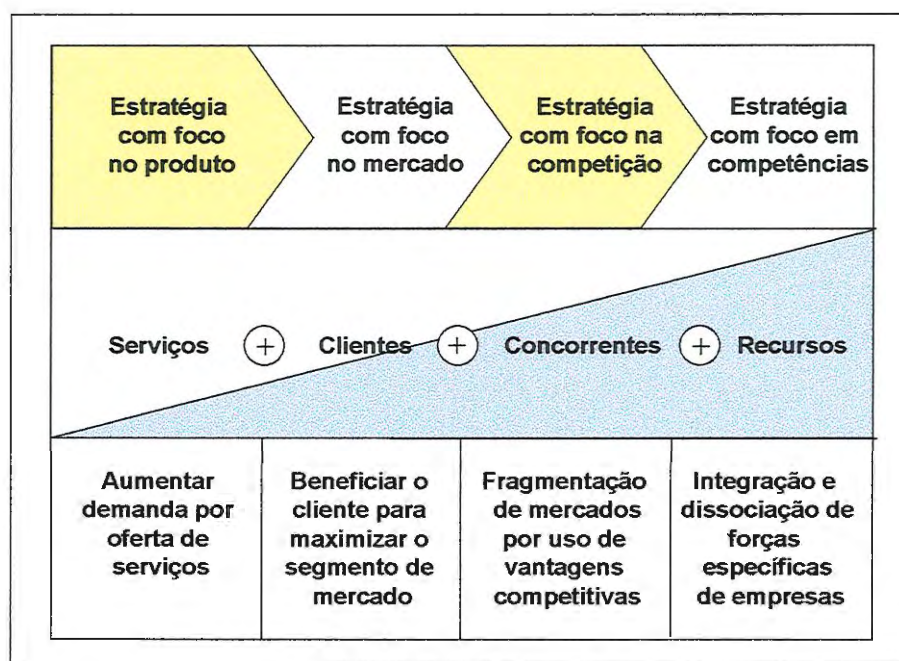 Estratégia
com foco
no produto
Estratégia
com foco
no mercado
Estratégia
com foco na
competição
Estratégia
com foco em
competências
Serviços + Clientes + Concorrentes + Recursos
Aumentar
demanda por
oferta de
serviços
Beneficiar o
cliente para
maximizar o
segmento de
mercado
Fragmentação
de mercados
por uso de
vantagens
competitivas
Integração e
dissociação de
forças
específicas
de empresas